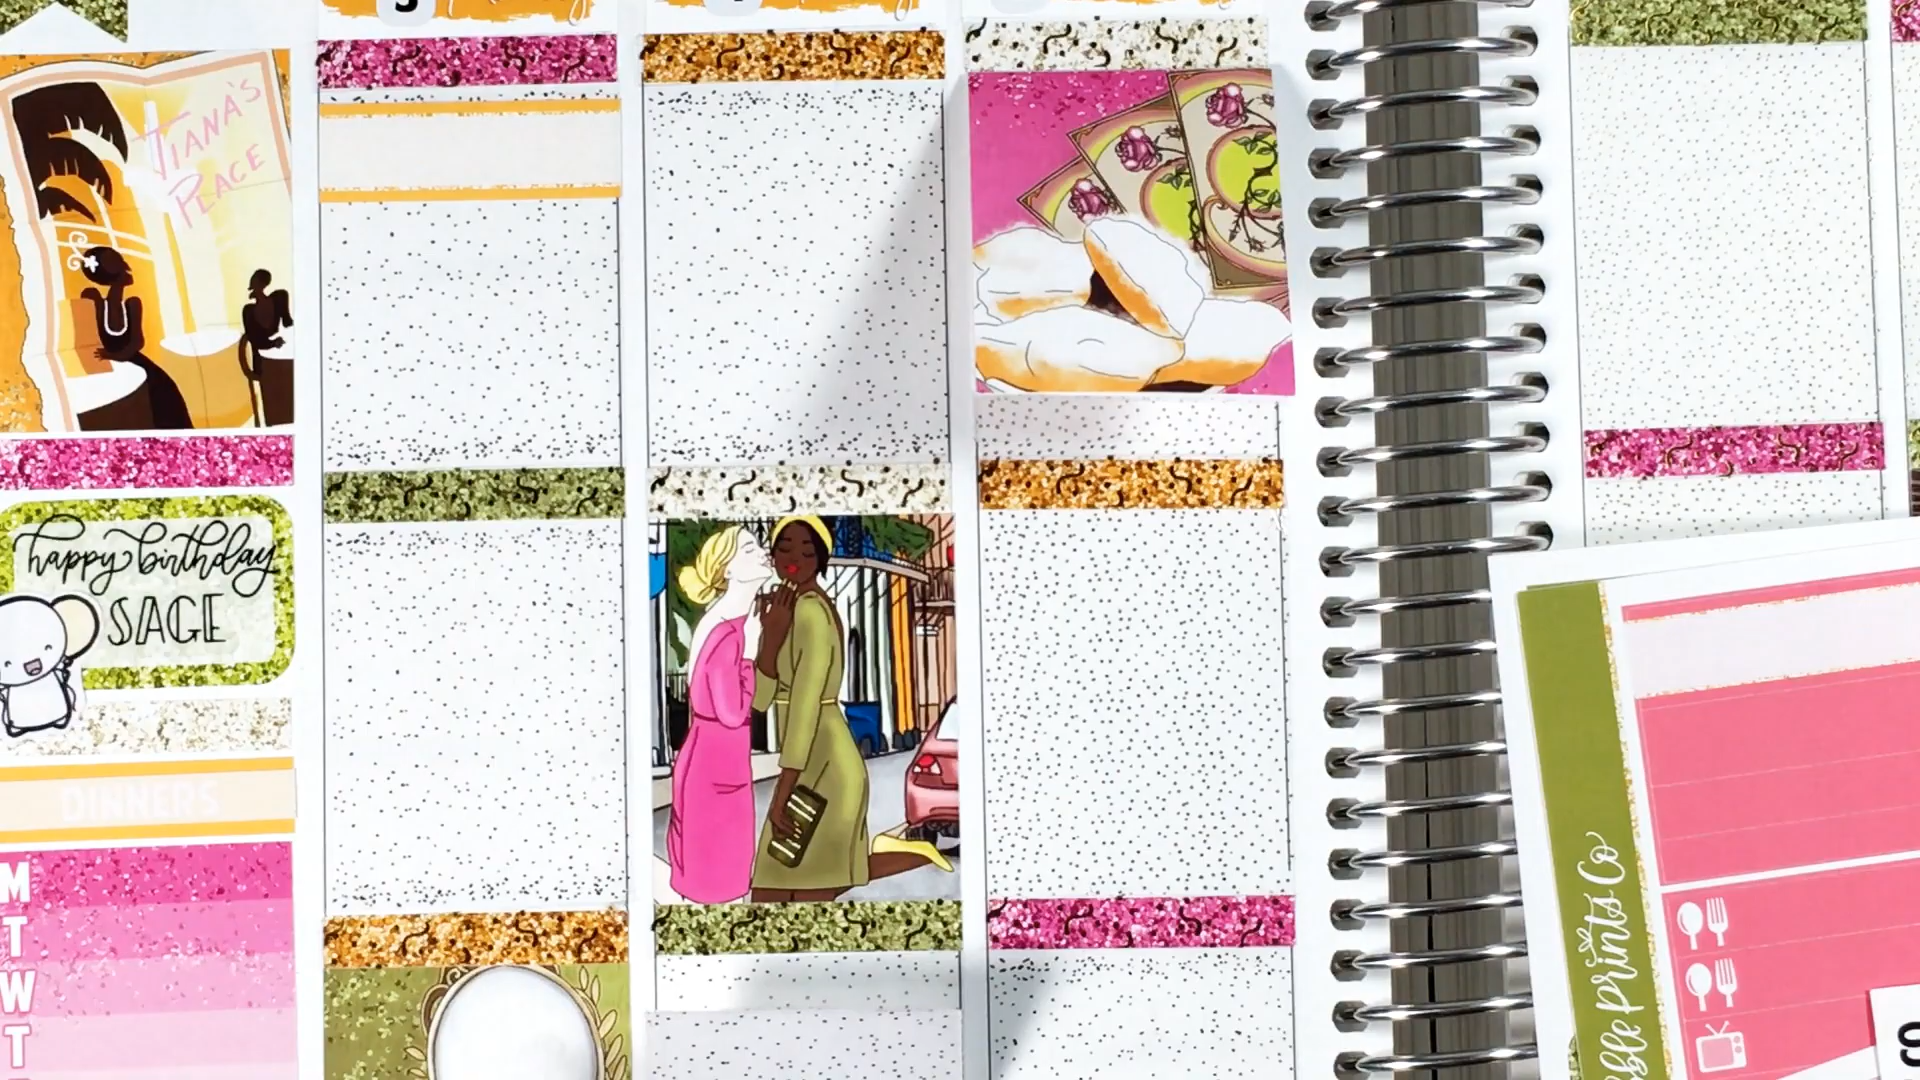 TIANA'S
PLACE
happy birthday
SAGE
DINNERS
M
T
W
T
Prints Co